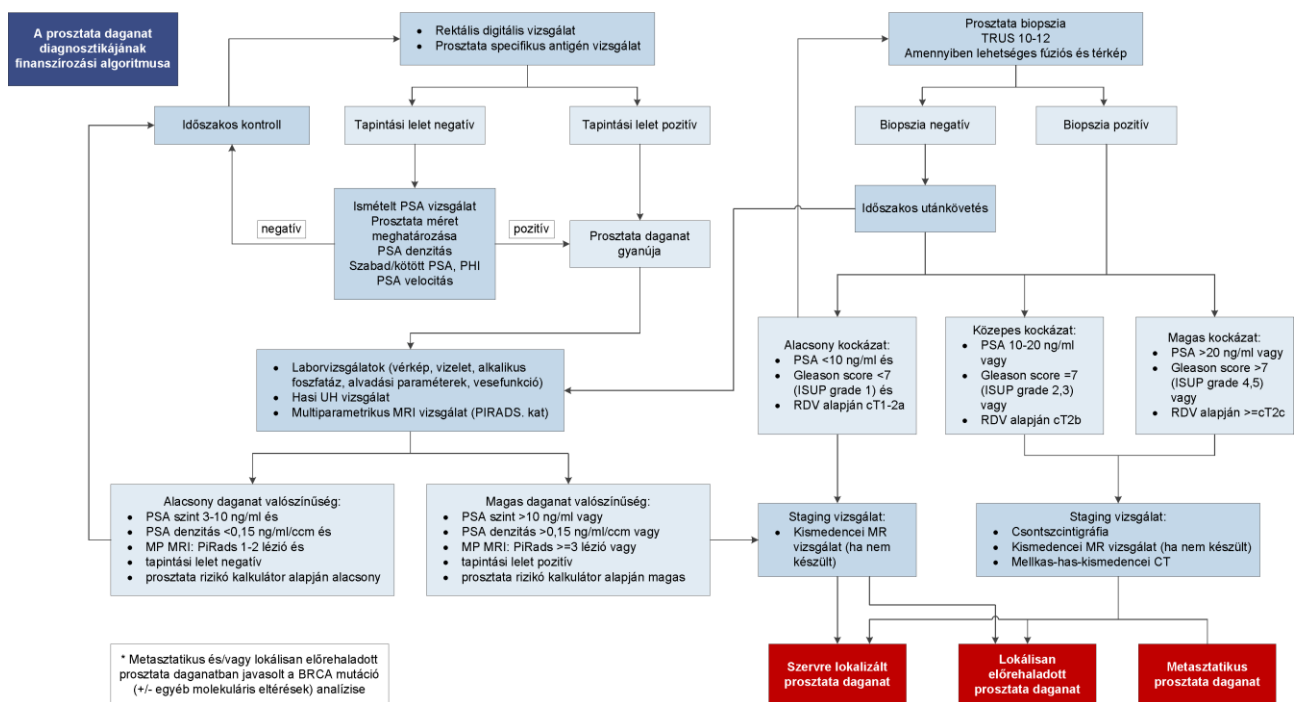 A prosztata daganat
diagnosztikájának
finanszírozási algoritmusa
• Rektális digitális vizsgálat
• Prosztata specifikus antigén vizsgálat
Prosztata biopszia
TRUS 10-12
Amennyiben lehetséges fúziós és térkép
Időszakos kontroll
Tapintási lelet negatív
Tapintási lelet pozitív
Biopszia negatív
Biopszia pozitív
Ismételt PSA vizsgálat
Prosztata méret
meghatározása
PSA denzitás
Szabad/kötött PSA, PHI
PSA velocitás
negatív
pozitív
Prosztata daganat
gyanúja
Időszakos utánkövetés
• Laborvizsgálatok (vérkép, vizelet, alkalikus
foszfatáz, alvadási paraméterek, vesefunkció)
• Hasi UH vizsgálat
• Multiparametrikus MRI vizsgálat (PIRADS. kat)
Alacsony kockázat:
• PSA <10 ng/ml és
• Gleason score <7
(ISUP grade 1) és
• RDV alapján cT1-2a
Közepes kockázat:
• PSA 10-20 ng/ml
vagy
• Gleason score =7
(ISUP grade 2,3)
vagy
• RDV alapján cT2b
Magas kockázat:
• PSA >20 ng/ml vagy
• Gleason score >7
(ISUP grade 4,5)
vagy
• RDV alapján >=cT2c
Alacsony daganat valószínűség:
• PSA szint 3-10 ng/ml és
• PSA denzitás <0,15 ng/ml/ccm és
• MP MRI: PiRads 1-2 lézió és
• tapintási lelet negatív
• prosztata rizikó kalkulátor alapján alacsony
Magas daganat valószínűség:
• PSA szint >10 ng/ml vagy
• PSA denzitás >0,15 ng/ml/ccm vagy
• MP MRI: PiRads >=3 lézió vagy
• tapintási lelet pozitív
• prosztata rizikó kalkulátor alapján magas
Staging vizsgálat:
• Kismedencei MR
vizsgálat (ha nem
készült)
Staging vizsgálat:
• Csontszcintigráfia
• Kismedencei MR vizsgálat (ha nem készült)
• Mellkas-has-kismedencei CT
* Metasztatikus és/vagy lokálisan előrehaladott
prosztata daganatban javasolt a BRCA mutáció
(+/- egyéb molekuláris eltérések) analízise
Szervre lokalizált
prosztata daganat
Lokálisan
előrehaladott
prosztata daganat
Metasztatikus
prosztata daganat